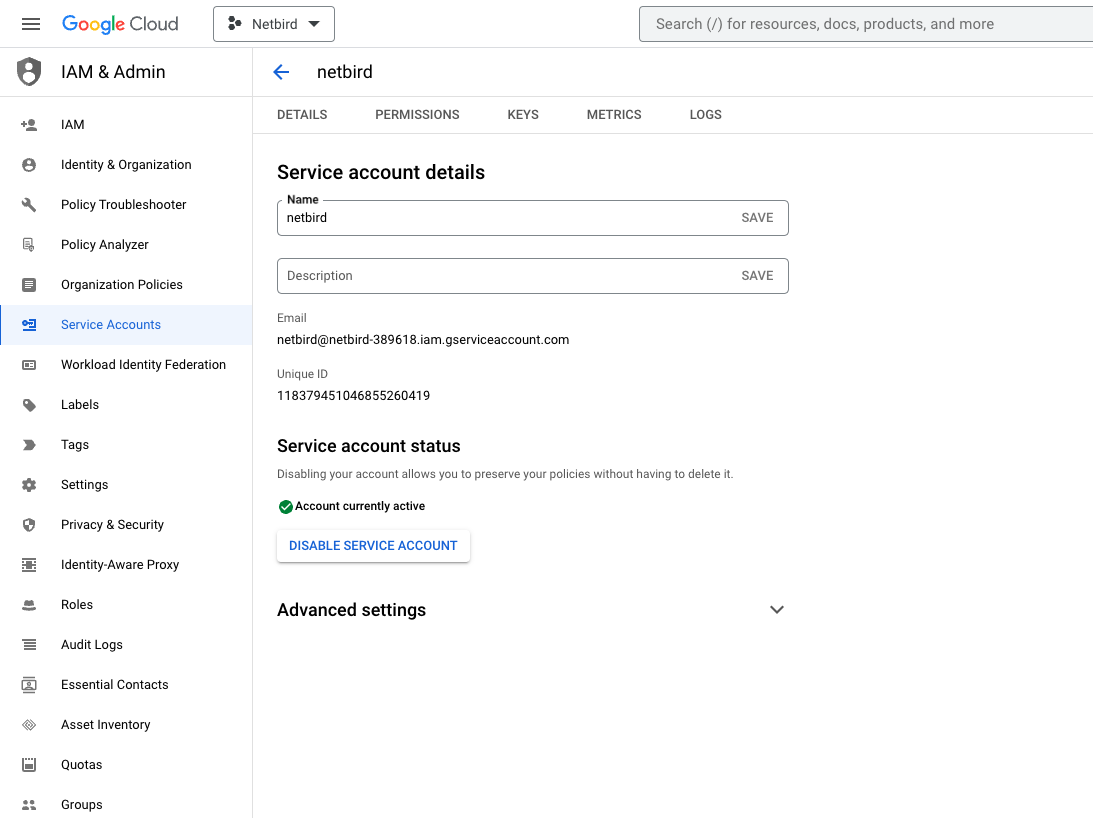 Google Cloud
Netbird
Search (/) for resources, docs, products, and more
IAM & Admin
netbird
DETAILS
PERMISSIONS
KEYS
METRICS
LOGS
IAM
Identity & Organization
Policy Troubleshooter
Policy Analyzer
Organization Policies
Service Accounts
Workload Identity Federation
Labels
Tags
Settings
Privacy & Security
Identity-Aware Proxy
Roles
Audit Logs
Essential Contacts
Asset Inventory
Quotas
Groups
Service account details
Name
netbird SAVE
Description SAVE
Email
netbird@netbird-389618.iam.gserviceaccount.com
Unique ID
118379451046855260419
Service account status
Disabling your account allows you to preserve your policies without having to delete it.
Account currently active
DISABLE SERVICE ACCOUNT
Advanced settings